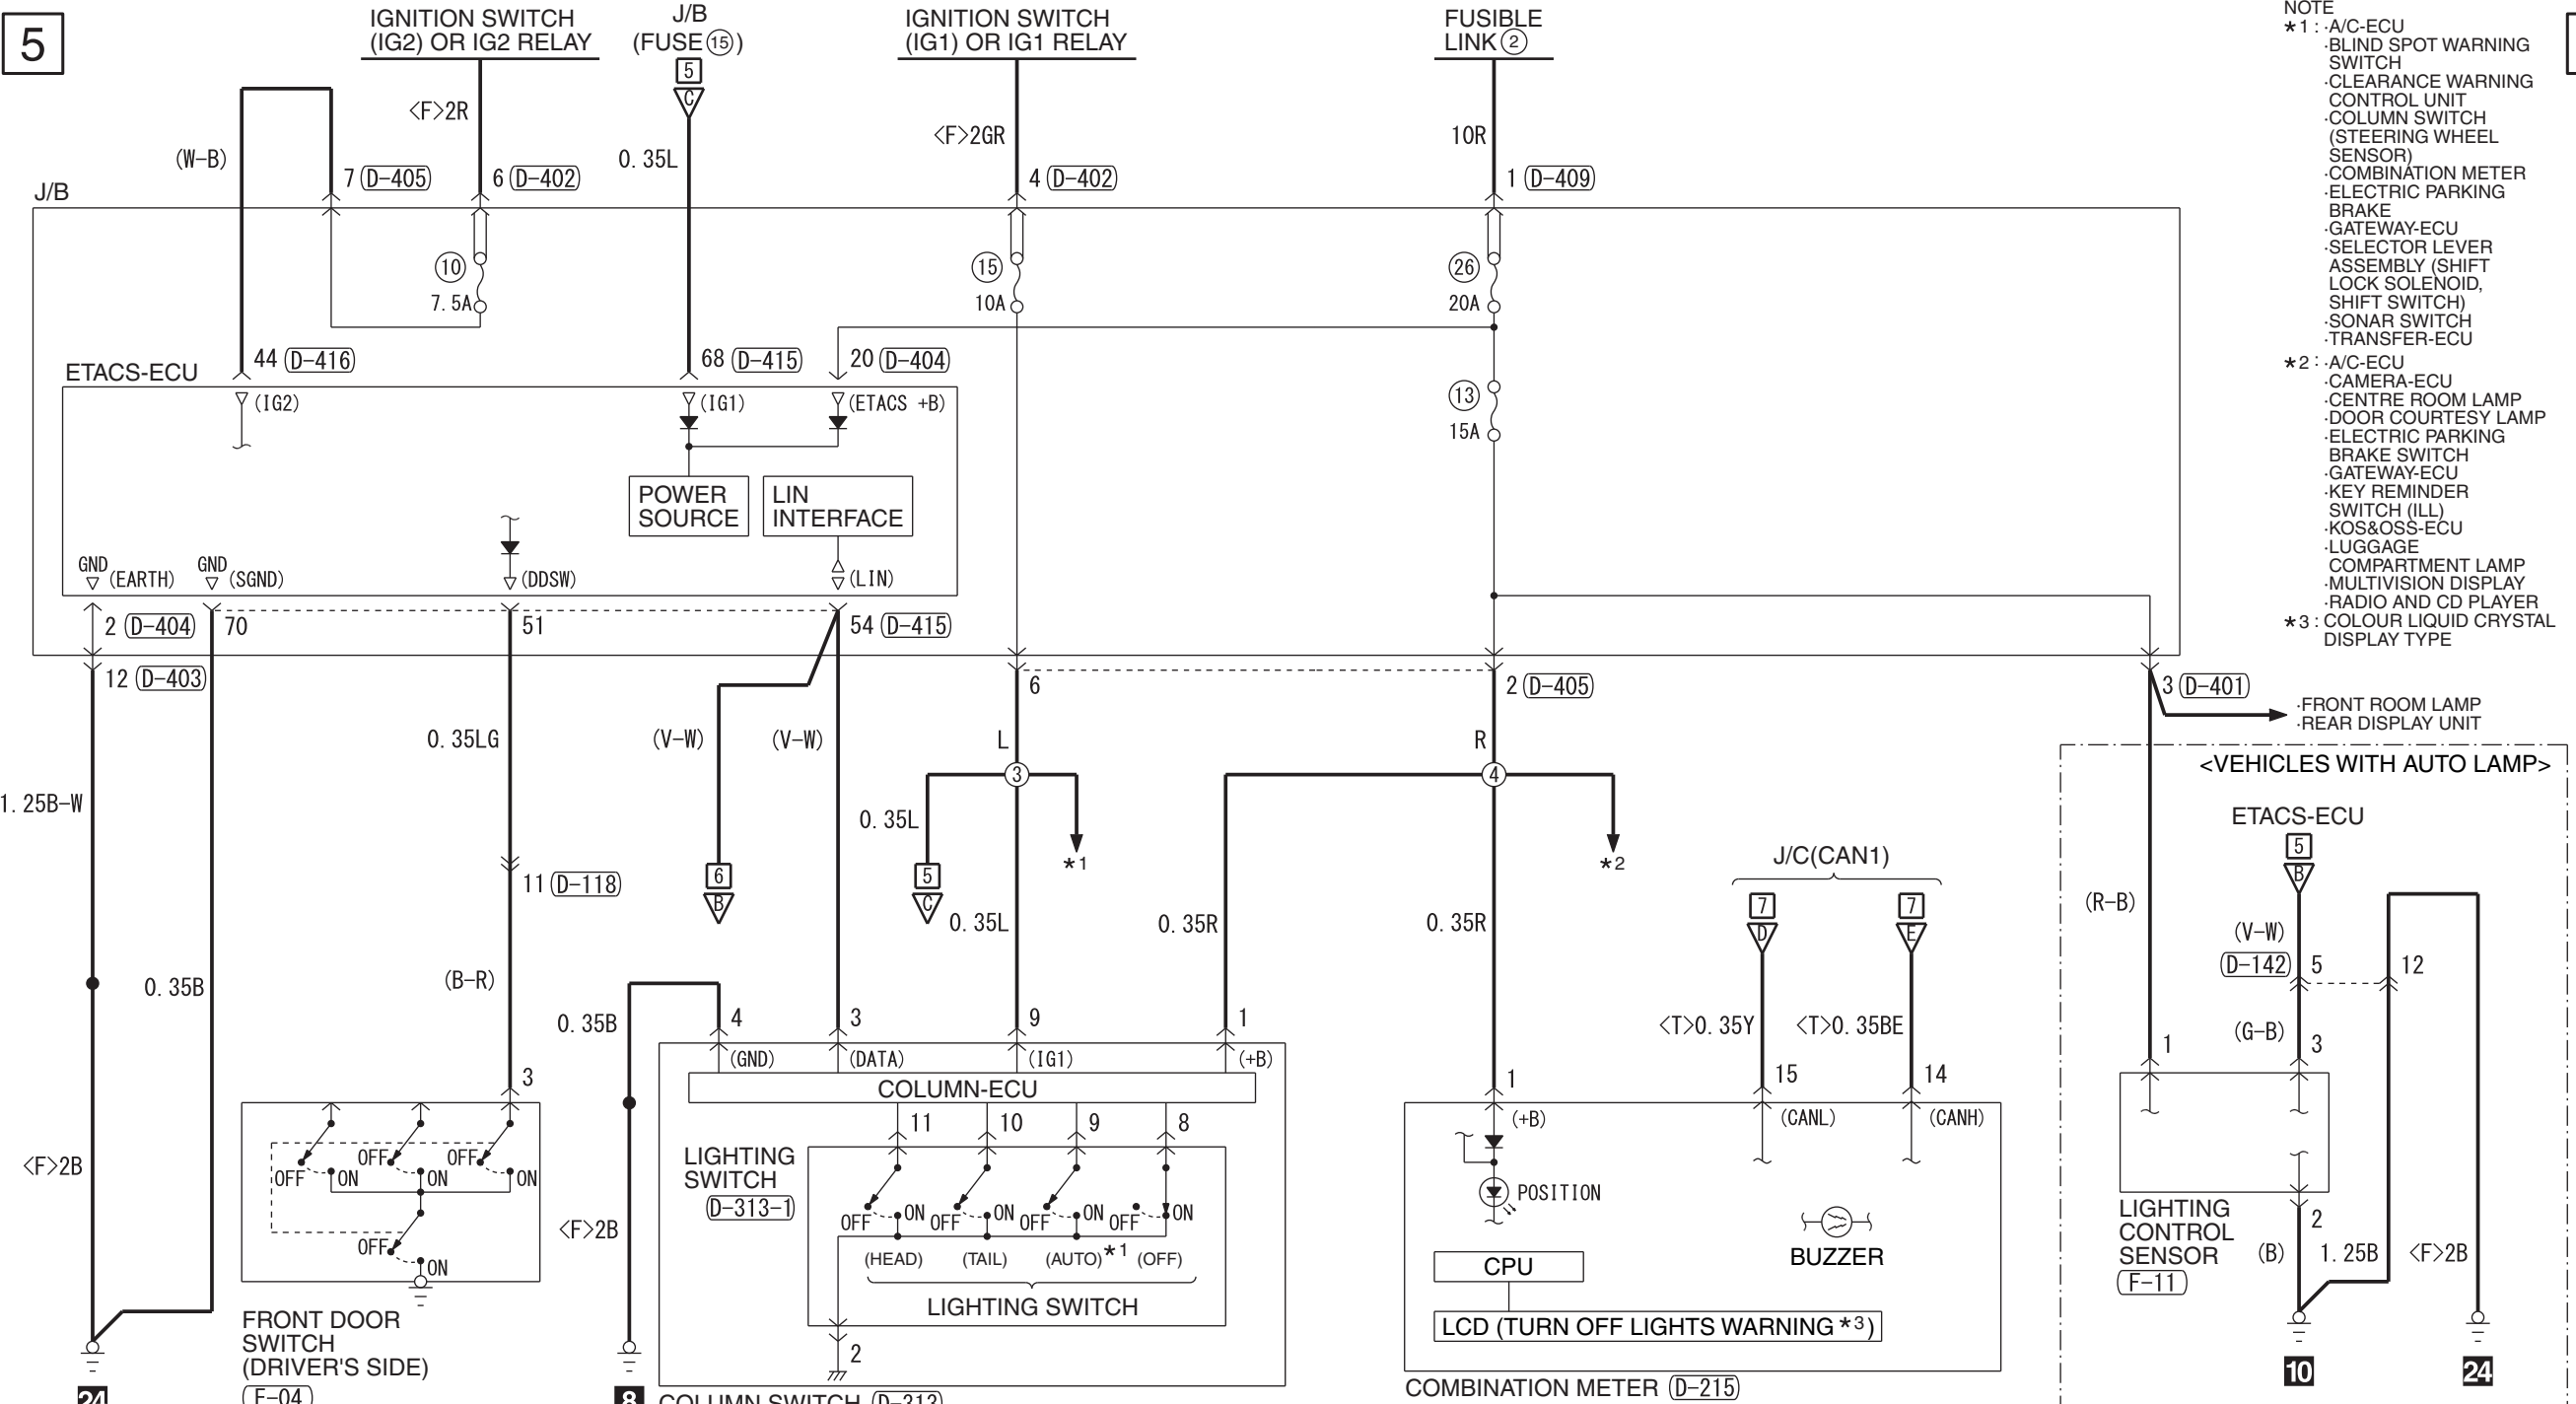 5
IGNITION SWITCH
(IG2) OR IG2 RELAY
J/B
(FUSE 15)
5
C
IGNITION SWITCH
(IG1) OR IG1 RELAY
FUSIBLE
LINK 2
<F>2R
(W-B)
0.35L
<F>2GR
10R
7 (D-405)
6 (D-402)
4 (D-402)
1 (D-409)
J/B
10
7.5A
15
10A
26
20A
13
15A
ETACS-ECU
44 (D-416)
68 (D-415)
20 (D-404)
(IG2)
(IG1)
(ETACS +B)
POWER
SOURCE
LIN
INTERFACE
GND
(EARTH)
GND
(SGND)
(DDSW)
(LIN)
2 (D-404)
70
51
54 (D-415)
12 (D-403)
6
2 (D-405)
3 (D-401)
·FRONT ROOM LAMP
·REAR DISPLAY UNIT
NOTE
*1 : ·A/C-ECU
·BLIND SPOT WARNING
SWITCH
·CLEARANCE WARNING
CONTROL UNIT
·COLUMN SWITCH
(STEERING WHEEL
SENSOR)
·COMBINATION METER
·ELECTRIC PARKING
BRAKE
·GATEWAY-ECU
·SELECTOR LEVER
ASSEMBLY (SHIFT
LOCK SOLENOID,
SHIFT SWITCH)
·SONAR SWITCH
·TRANSFER-ECU
*2 : ·A/C-ECU
·CAMERA-ECU
·CENTRE ROOM LAMP
·DOOR COURTESY LAMP
·ELECTRIC PARKING
BRAKE SWITCH
·GATEWAY-ECU
·KEY REMINDER
SWITCH (ILL)
·KOS&OSS-ECU
·LUGGAGE
COMPARTMENT LAMP
·MULTIVISION DISPLAY
·RADIO AND CD PLAYER
*3 : COLOUR LIQUID CRYSTAL
DISPLAY TYPE
1.25B-W
0.35LG
(V-W)
(V-W)
L
3
R
4
0.35L
*1
*2
11 (D-118)
6
B
5
C
0.35L
0.35R
0.35R
0.35B
(B-R)
0.35B
<F>2B
<F>2B
24
3
OFF
ON
OFF
ON
OFF
ON
OFF
ON
FRONT DOOR
SWITCH
(DRIVER'S SIDE)
8
4
3
9
1
(GND)
(DATA)
(IG1)
(+B)
COLUMN-ECU
11
10
9
8
LIGHTING
SWITCH
(D-313-1)
OFF
ON
OFF
ON
OFF
ON
OFF
ON
(HEAD)
(TAIL)
(AUTO) *1
(OFF)
LIGHTING SWITCH
2
COLUMN SWITCH (D-313)
J/C(CAN1)
7
D
7
E
<T>0.35Y
<T>0.35BE
1
15
14
(+B)
(CANL)
(CANH)
POSITION
BUZZER
CPU
LCD (TURN OFF LIGHTS WARNING *3)
COMBINATION METER (D-215)
<VEHICLES WITH AUTO LAMP>
ETACS-ECU
5
B
(R-B)
(V-W)
(D-142) 5
12
(G-B)
1
3
LIGHTING
CONTROL
SENSOR
(F-11)
2
(B)
1.25B
<F>2B
10
24